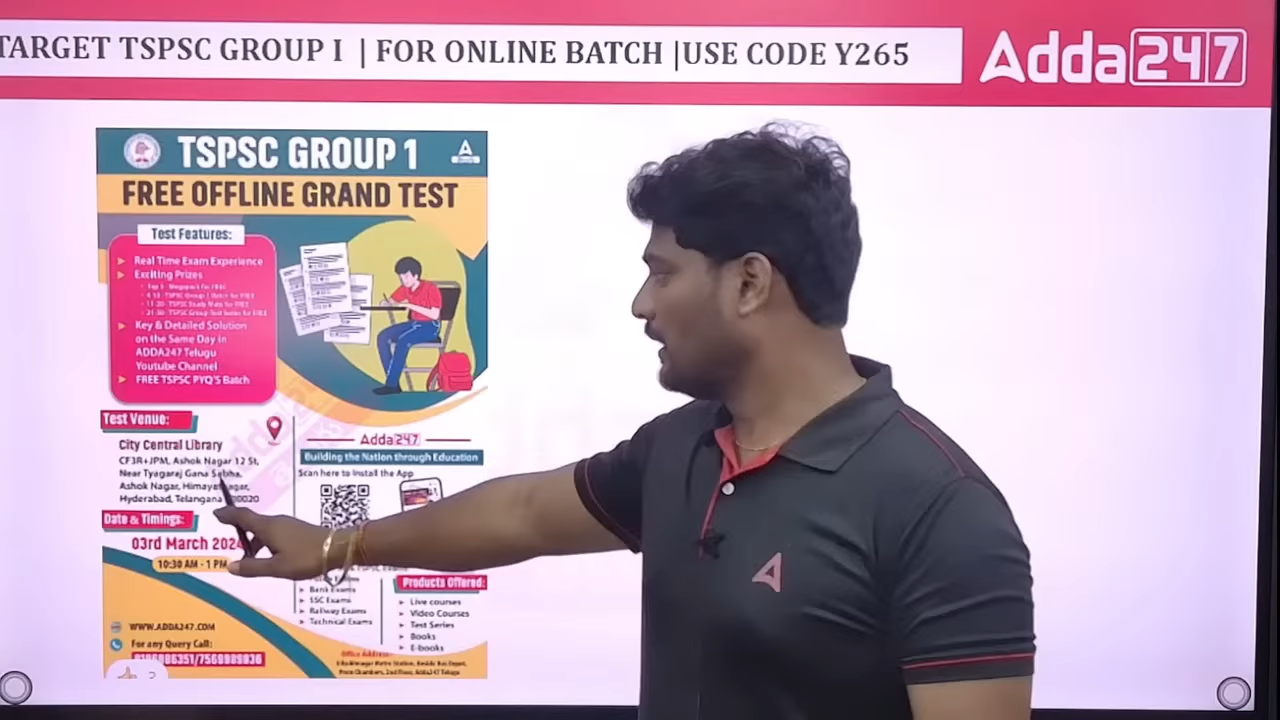 TARGET TSPSC GROUP I | FOR ONLINE BATCH |USE CODE Y265
Adda247
TSPSC GROUP 1
FREE OFFLINE GRAND TEST
Test Features:
Real Time Exam Experience
Exciting Prizes
Key & Detailed Solution
on the Same Day in
ADDA247 Telugu
Youtube Channel
FREE TSPSC PYQ'S Batch
Test Venue:
City Central Library
CF3R+JPM, Ashok Nagar 12 St,
Near Tyagaraj Gana Sabha,
Ashok Nagar, Himayatnagar,
Hyderabad, Telangana
Date & Timings:
03rd March 2024
10:30 AM - 1 PM
Adda247
Building the Nation through Education
Scan here to Install the App
Bank Exams
SSC Exams
Railway Exams
Technical Exams
Products Offered:
Live courses
Video Courses
Test Series
Books
E-books
WWW.ADDA247.COM
For any Query Call:
Office Address: